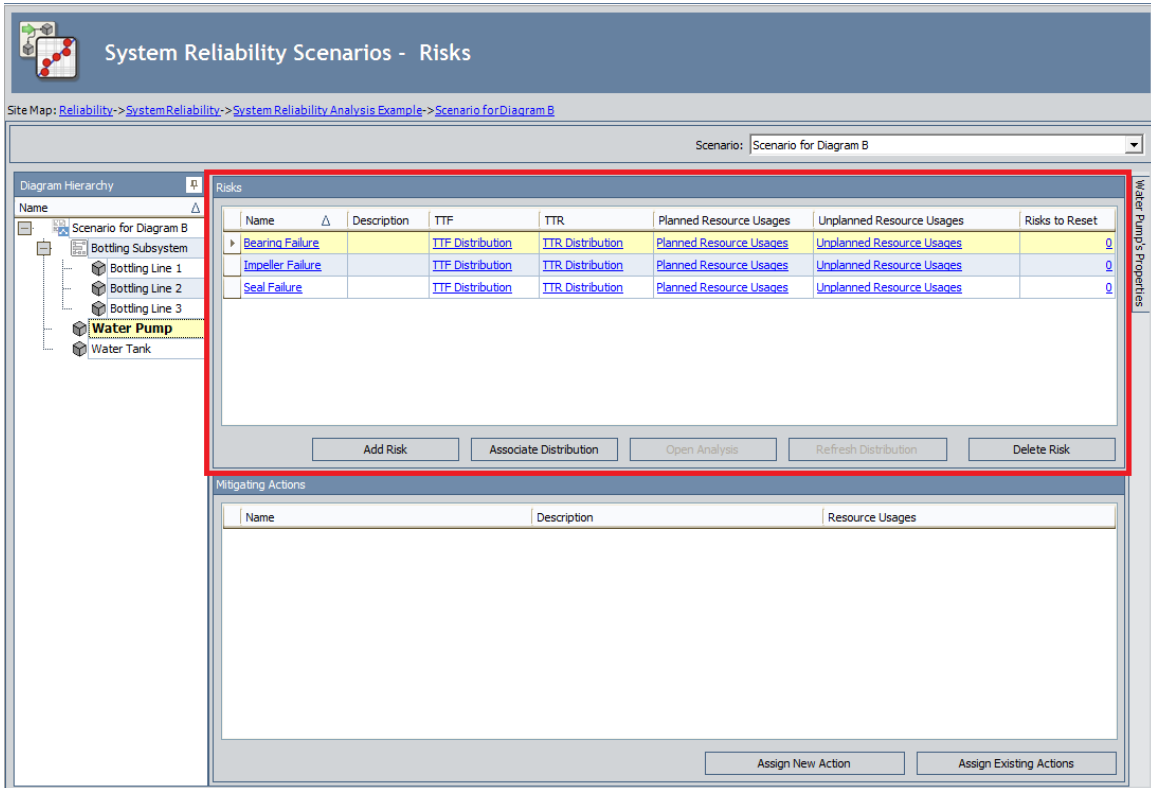 System Reliability Scenarios -  Risks
Site Map: Reliability->SystemReliability->System Reliability Analysis Example->Scenario for Diagram B
Scenario: Scenario for Diagram B
Diagram Hierarchy
Name
Scenario for Diagram B
Bottling Subsystem
Bottling Line 1
Bottling Line 2
Bottling Line 3
Water Pump
Water Tank
Risks
Name Description TTF TTR Planned Resource Usages Unplanned Resource Usages Risks to Reset
Bearing Failure TTF Distribution TTR Distribution Planned Resource Usages Unplanned Resource Usages 0
Impeller Failure TTF Distribution TTR Distribution Planned Resource Usages Unplanned Resource Usages 0
Seal Failure TTF Distribution TTR Distribution Planned Resource Usages Unplanned Resource Usages 0
Add Risk Associate Distribution Open Analysis Refresh Distribution Delete Risk
Mitigating Actions
Name Description Resource Usages
Assign New Action Assign Existing Actions
Water Pump's Properties